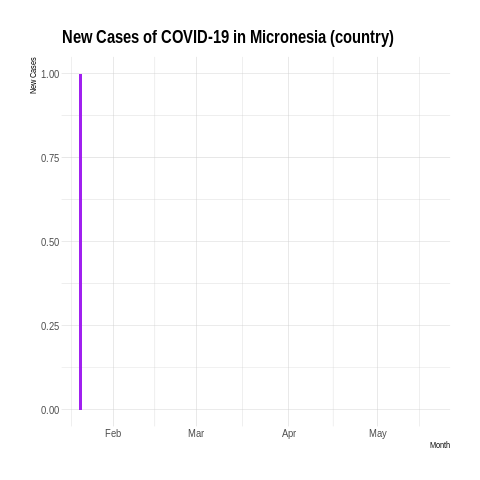 New Cases of COVID-19 in Micronesia (country)
New Cases
1.00
0.75
0.50
0.25
0.00
Feb Mar Apr May
Month